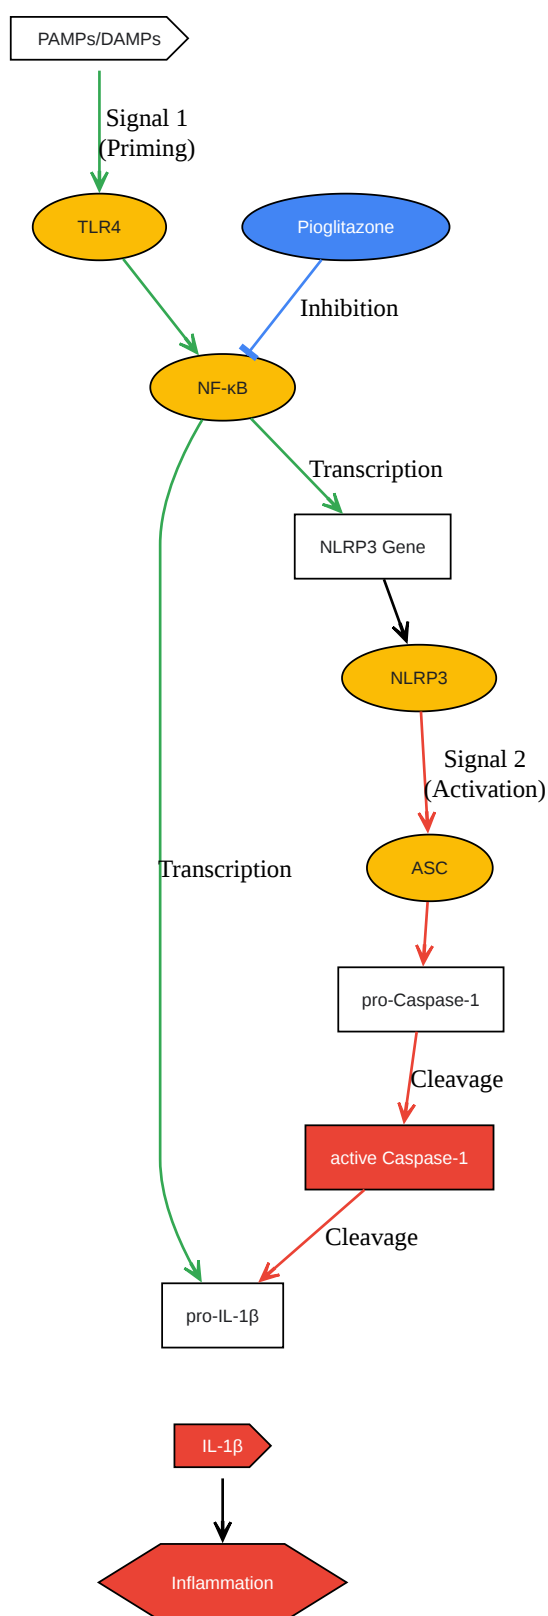 PAMPs/DAMPs
Signal 1
(Priming)
TLR4
Pioglitazone
Inhibition
NF-κB
Transcription
NLRP3 Gene
NLRP3
Signal 2
(Activation)
Transcription
ASC
pro-Caspase-1
Cleavage
active Caspase-1
Cleavage
pro-IL-1β
IL-1β
Inflammation